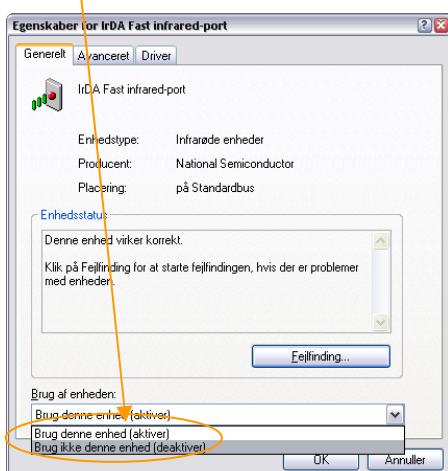 Egenskaber for IrDA Fast infrared-port
Generelt Avanceret Driver
IrDA Fast infrared-port
Enhedstype: Infrarøde enheder
Producent: National Semiconductor
Placering: på Standardbus
Enhedsstatus
Denne enhed virker korrekt.
Klik på Fejlfinding for at starte fejlfindingen, hvis der er problemer
med enheden.
Fejlfinding...
Brug af enheden:
Brug denne enhed (aktiver)
Brug denne enhed (aktiver)
Brug ikke denne enhed (deaktiver)
OK Annuller